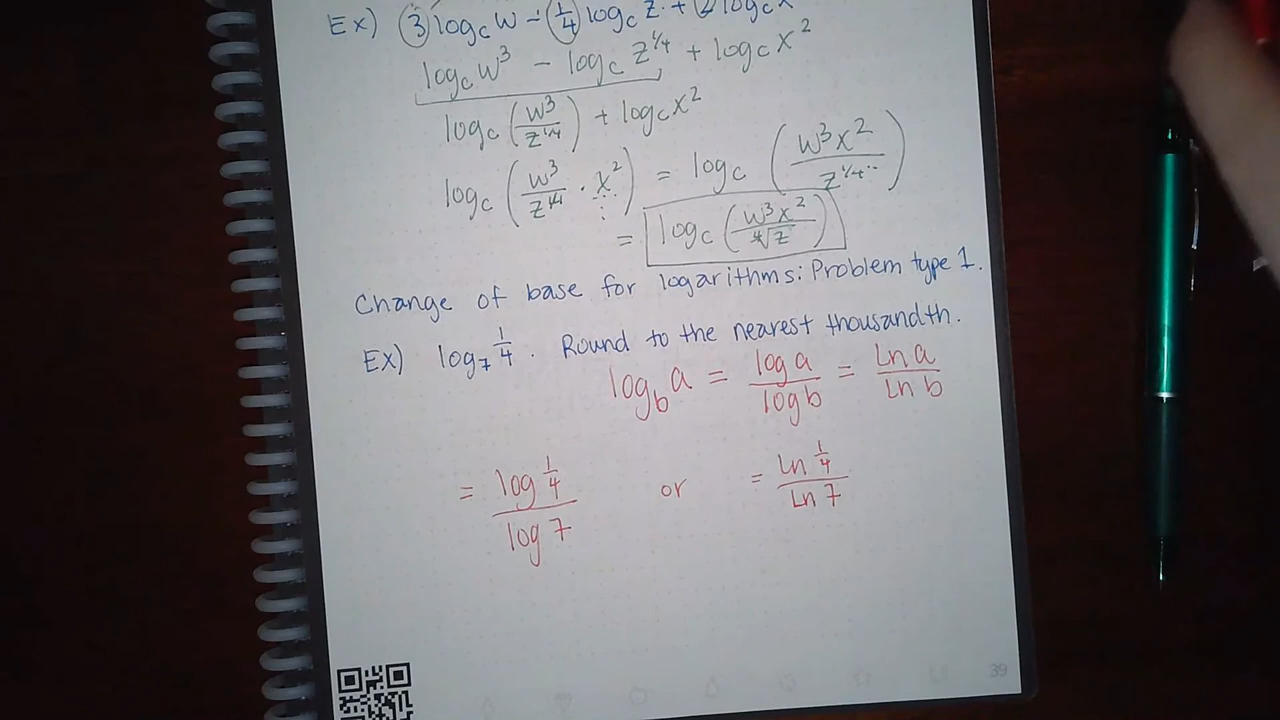 Ex) ③ log_c w - (1/4) log_c z + ② log_c x
log_c w^3 - log_c z^1/4 + log_c x^2
log_c (w^3/z^1/4) + log_c x^2
log_c (w^3/z^1/4 · x^2) = log_c (w^3x^2/z^1/4)
= log_c (w^3x^2/∜z)
Change of base for logarithms: Problem type 1.
Ex) log_7 1/4. Round to the nearest thousandth.
log_b a = log a/log b = Ln a/Ln b
= log 1/4/log 7 or = Ln 1/4/Ln 7
39